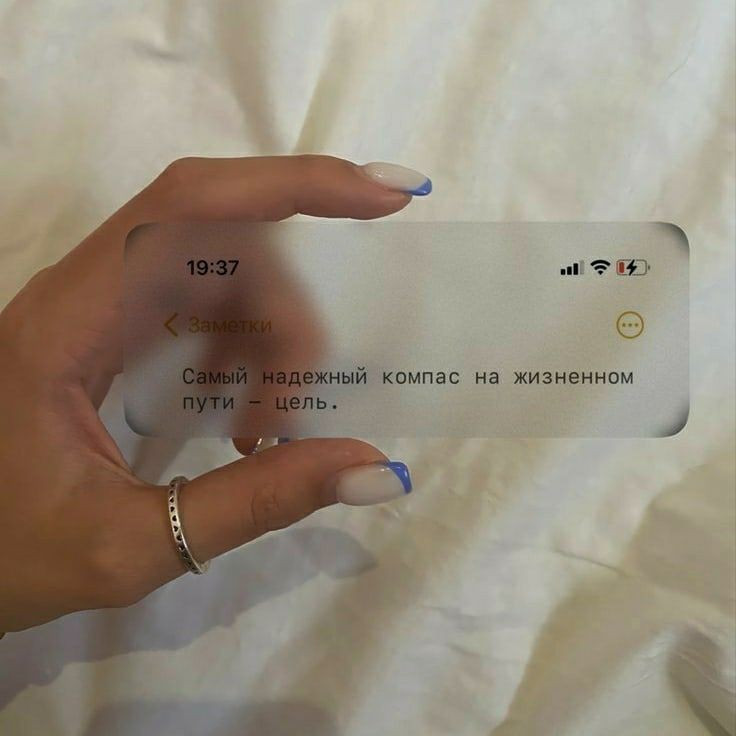 19:37
Заметки
Самый надежный компас на жизненном
пути – цель.